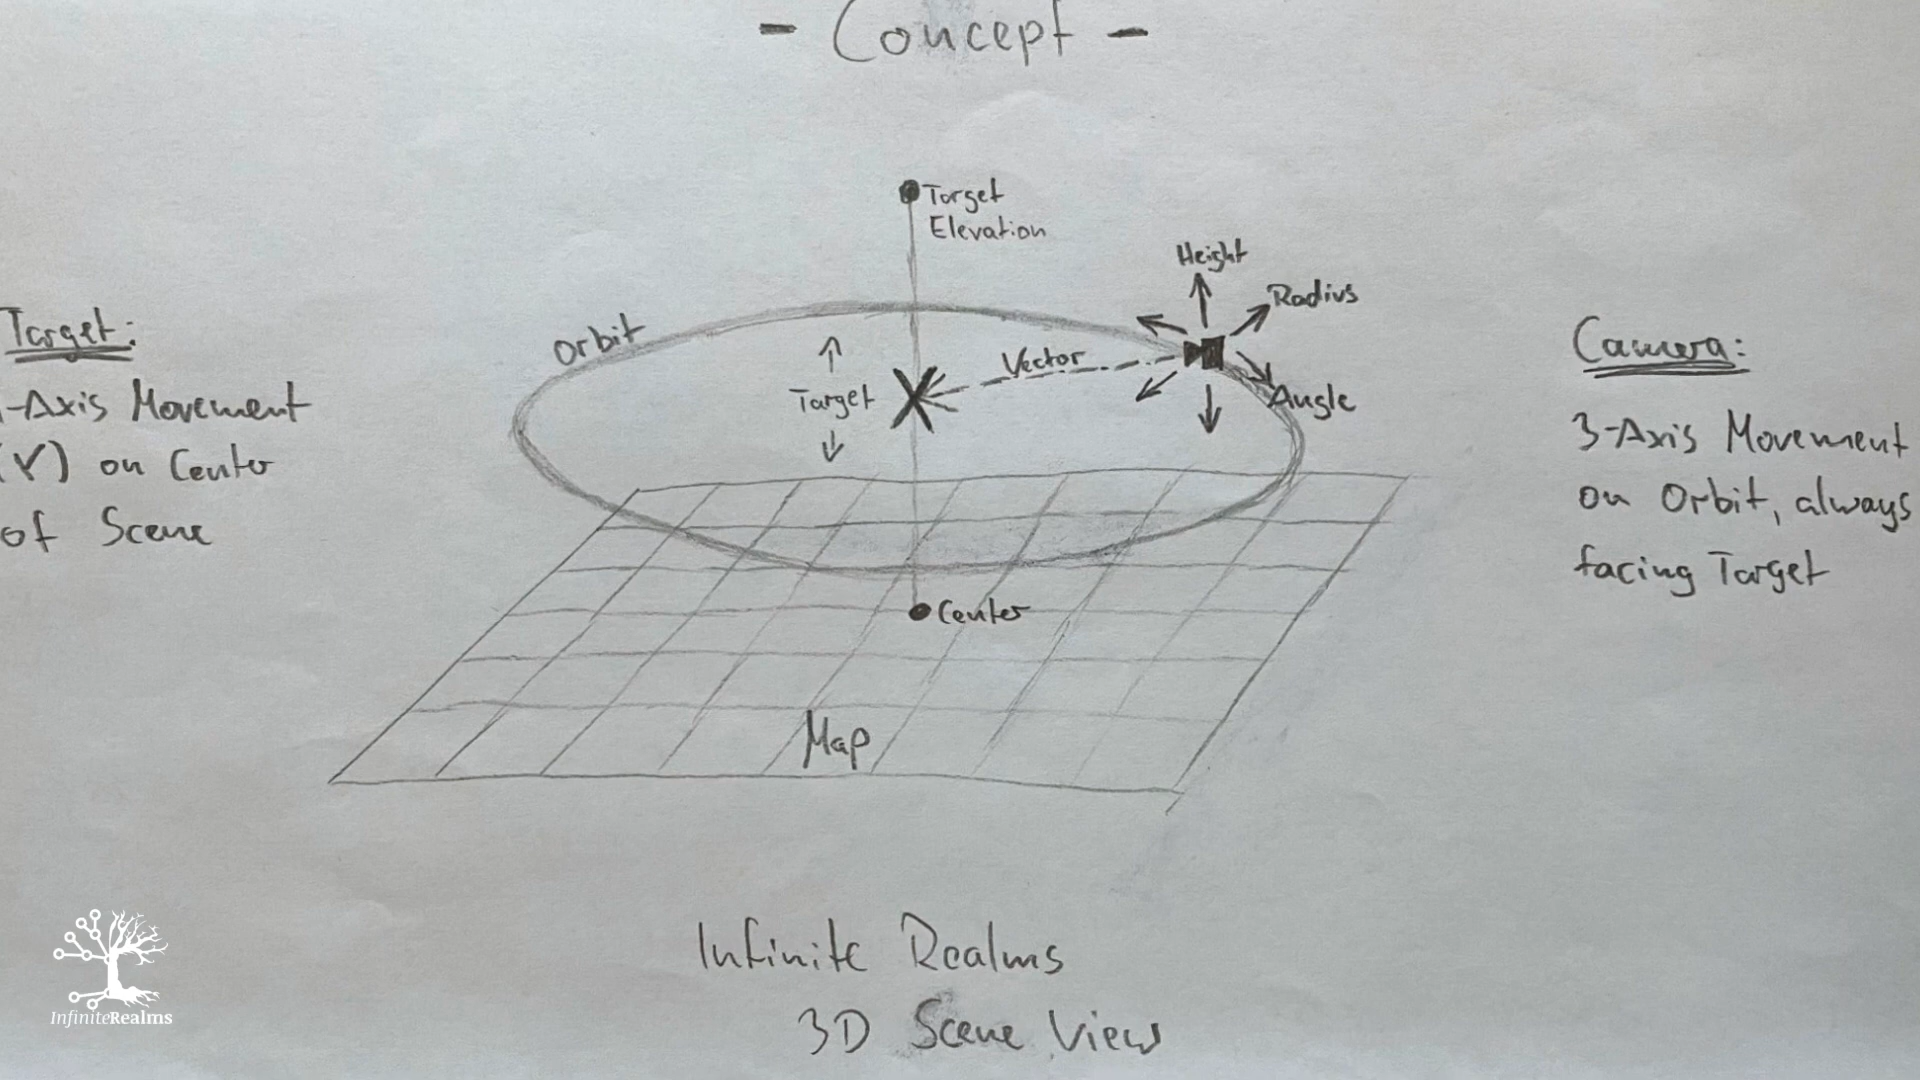 - Concept -
Target
Elevation
Height
Radius
Orbit
Vector
Target
Angle
Center
Map
Target:
-Axis Movement
(Y) on Center
of Scene
Camera:
3-Axis Movement
on Orbit, always
facing Target
Infinite Realms
3D Scene View
InfiniteRealms